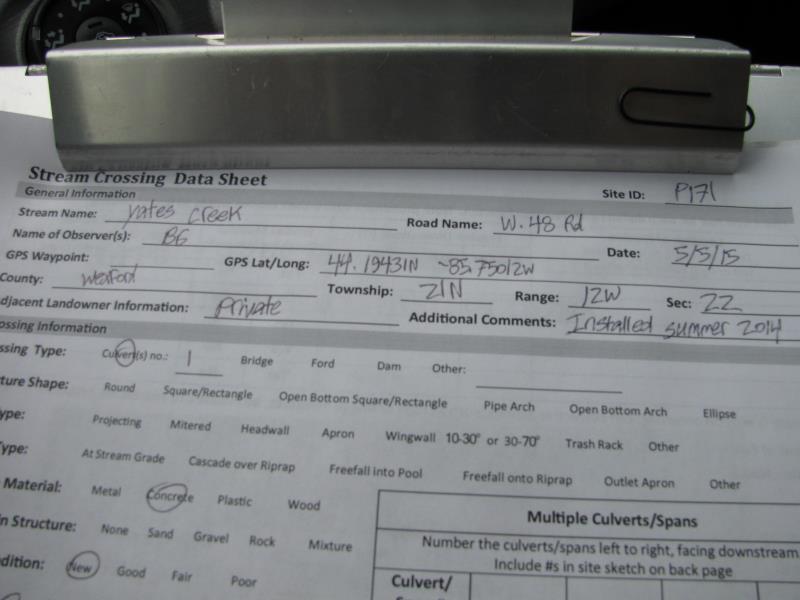 Stream Crossing Data Sheet
Site ID: P171
General Information
Stream Name: Yates Creek Road Name: W. 48 Rd
Name of Observer(s): BG Date: 5/5/15
GPS Waypoint: GPS Lat/Long: 44.19431N -85.75012W
County: Wexford Township: 21N Range: 12W Sec: 22
djacent Landowner Information: Private Additional Comments: Installed summer 2014
ossing Information
ssing Type: Culvert(s) no.: 1 Bridge Ford Dam Other:
ture Shape: Round Square/Rectangle Open Bottom Square/Rectangle Pipe Arch Open Bottom Arch Ellipse
ype: Projecting Mitered Headwall Apron Wingwall 10-30° or 30-70° Trash Rack Other
Type: At Stream Grade Cascade over Riprap Freefall into Pool Freefall onto Riprap Outlet Apron Other
Material: Metal Concrete Plastic Wood
in Structure: None Sand Gravel Rock Mixture
dition: New Good Fair Poor
Multiple Culverts/Spans
Number the culverts/spans left to right, facing downstream.
Include #s in site sketch on back page
Culvert/